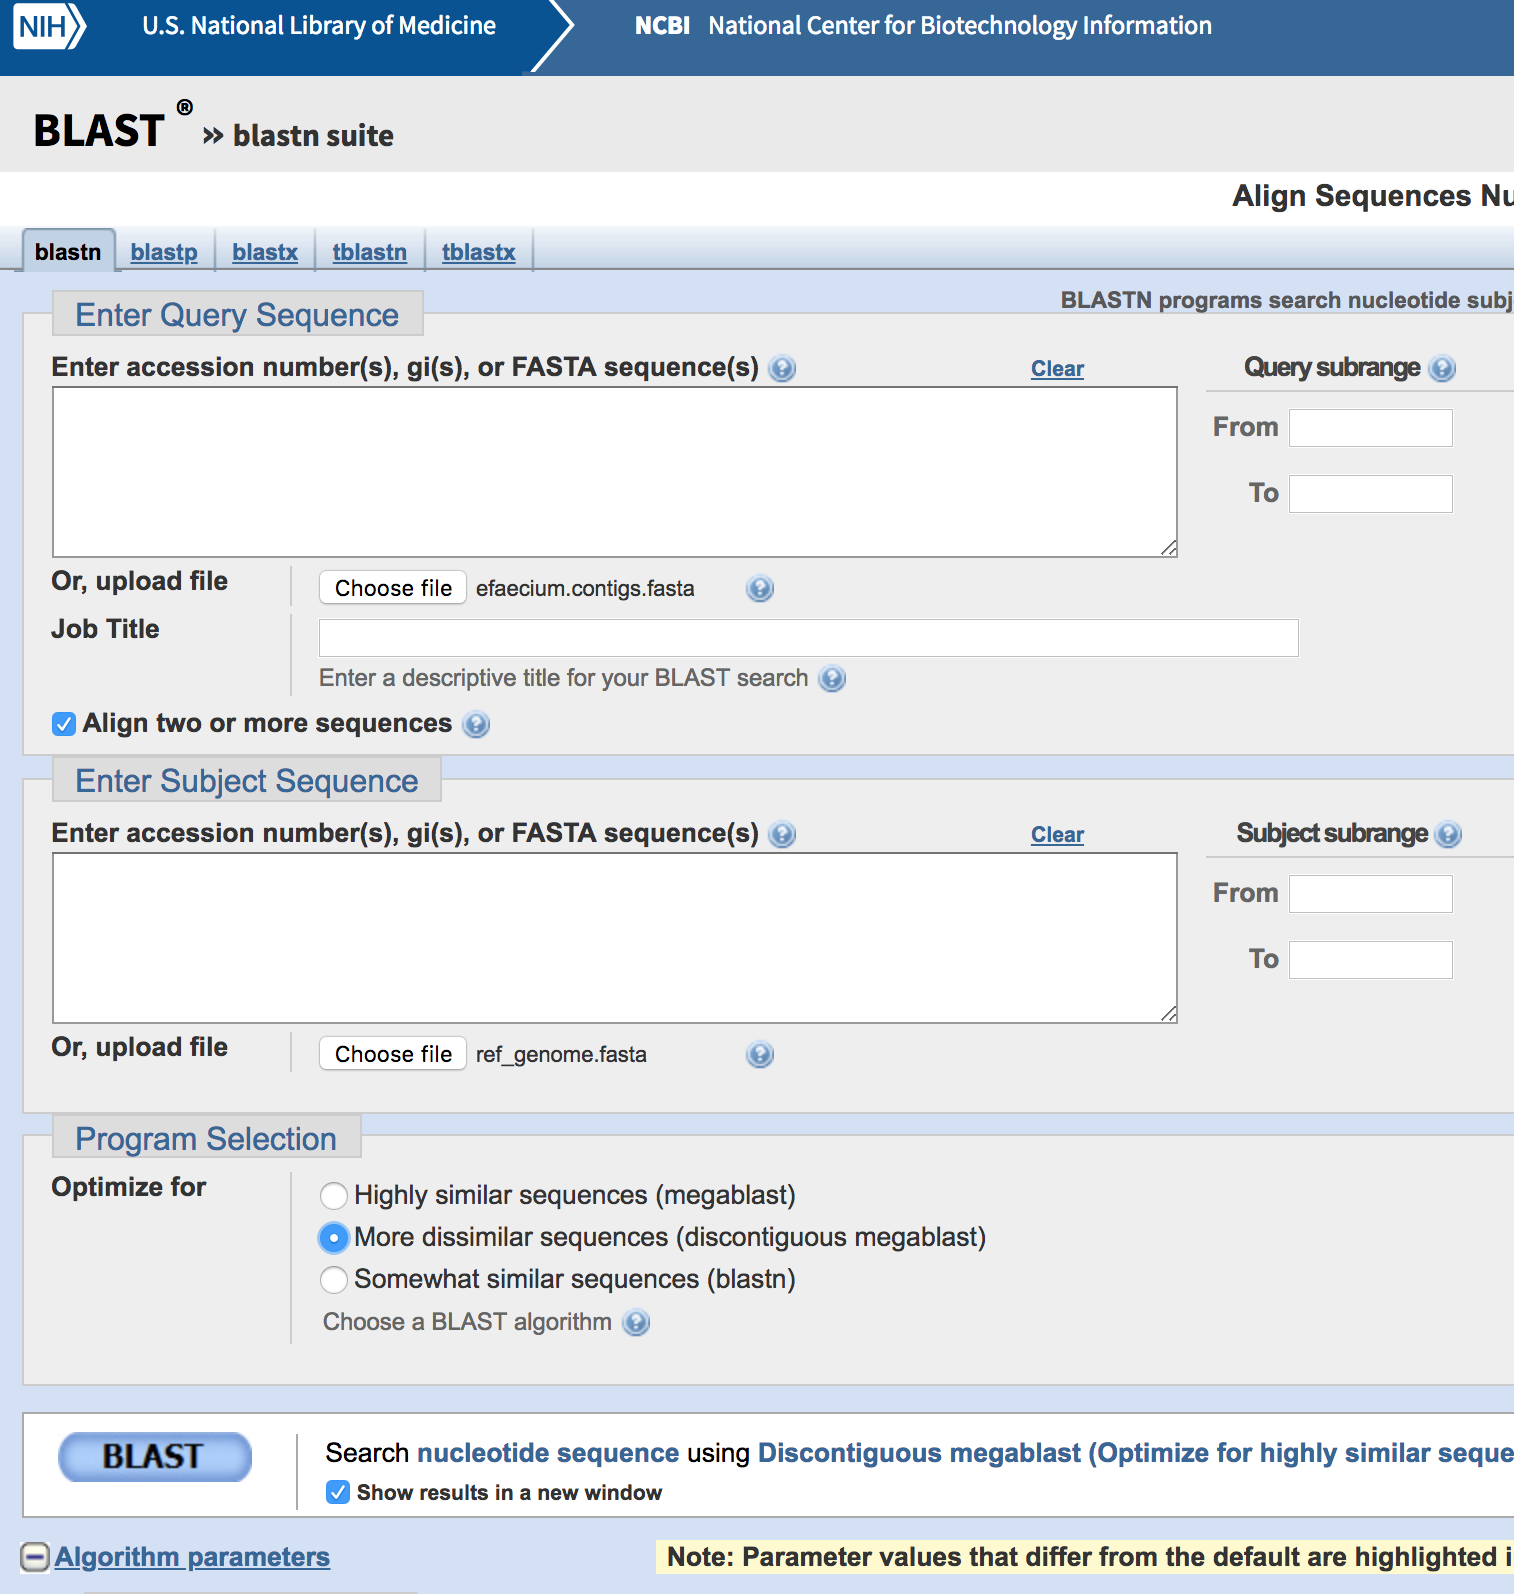 NIH U.S. National Library of Medicine NCBI National Center for Biotechnology Information
BLAST ® » blastn suite
Align Sequences Nu
blastn blastp blastx tblastn tblastx
BLASTN programs search nucleotide subj
Enter Query Sequence
Enter accession number(s), gi(s), or FASTA sequence(s) ? Clear Query subrange ?
From
To
Or, upload file Choose file efaecium.contigs.fasta ?
Job Title
Enter a descriptive title for your BLAST search ?
Align two or more sequences ?
Enter Subject Sequence
Enter accession number(s), gi(s), or FASTA sequence(s) ? Clear Subject subrange ?
From
To
Or, upload file Choose file ref_genome.fasta ?
Program Selection
Optimize for
Highly similar sequences (megablast)
More dissimilar sequences (discontiguous megablast)
Somewhat similar sequences (blastn)
Choose a BLAST algorithm ?
BLAST Search nucleotide sequence using Discontiguous megablast (Optimize for highly similar seque
Show results in a new window
Algorithm parameters Note: Parameter values that differ from the default are highlighted i